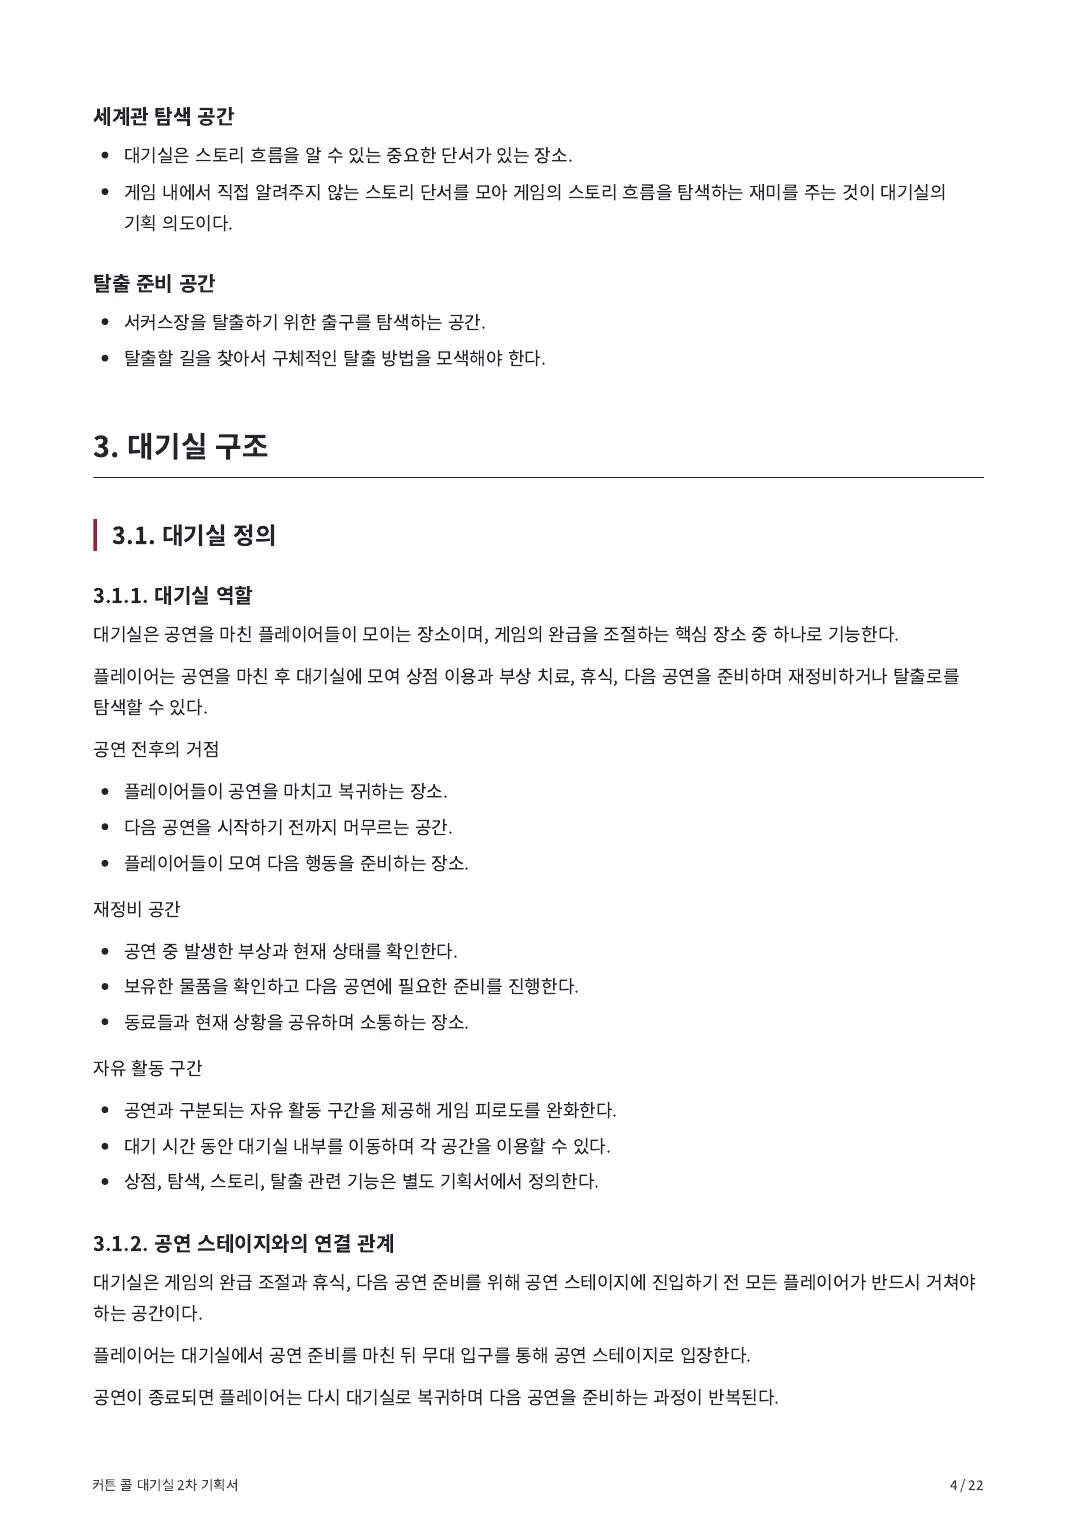 세계관 탐색 공간
• 대기실은 스토리 흐름을 알 수 있는 중요한 단서가 있는 장소.
• 게임 내에서 직접 알려주지 않는 스토리 단서를 모아 게임의 스토리 흐름을 탐색하는 재미를 주는 것이 대기실의
기획 의도이다.
탈출 준비 공간
• 서커스장을 탈출하기 위한 출구를 탐색하는 공간.
• 탈출할 길을 찾아서 구체적인 탈출 방법을 모색해야 한다.
3. 대기실 구조
3.1. 대기실 정의
3.1.1. 대기실 역할
대기실은 공연을 마친 플레이어들이 모이는 장소이며, 게임의 완급을 조절하는 핵심 장소 중 하나로 기능한다.
플레이어는 공연을 마친 후 대기실에 모여 상점 이용과 부상 치료, 휴식, 다음 공연을 준비하며 재정비하거나 탈출로를
탐색할 수 있다.
공연 전후의 거점
• 플레이어들이 공연을 마치고 복귀하는 장소.
• 다음 공연을 시작하기 전까지 머무르는 공간.
• 플레이어들이 모여 다음 행동을 준비하는 장소.
재정비 공간
• 공연 중 발생한 부상과 현재 상태를 확인한다.
• 보유한 물품을 확인하고 다음 공연에 필요한 준비를 진행한다.
• 동료들과 현재 상황을 공유하며 소통하는 장소.
자유 활동 구간
• 공연과 구분되는 자유 활동 구간을 제공해 게임 피로도를 완화한다.
• 대기 시간 동안 대기실 내부를 이동하며 각 공간을 이용할 수 있다.
• 상점, 탐색, 스토리, 탈출 관련 기능은 별도 기획서에서 정의한다.
3.1.2. 공연 스테이지와의 연결 관계
대기실은 게임의 완급 조절과 휴식, 다음 공연 준비를 위해 공연 스테이지에 진입하기 전 모든 플레이어가 반드시 거쳐야
하는 공간이다.
플레이어는 대기실에서 공연 준비를 마친 뒤 무대 입구를 통해 공연 스테이지로 입장한다.
공연이 종료되면 플레이어는 다시 대기실로 복귀하며 다음 공연을 준비하는 과정이 반복된다.
커튼 콜 대기실 2차 기획서
4 / 22